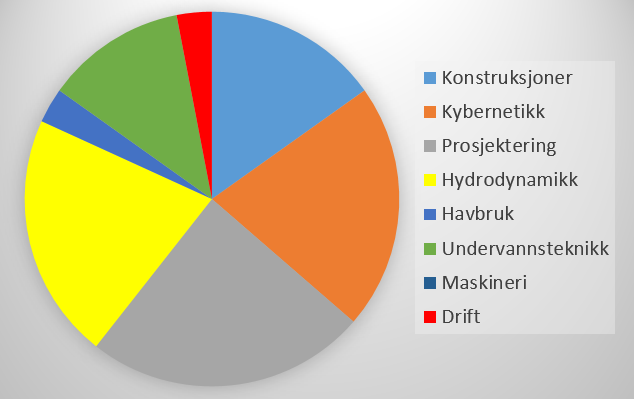 Konstruksjoner
Kybernetikk
Prosjektering
Hydrodynamikk
Havbruk
Undervannsteknikk
Maskineri
Drift